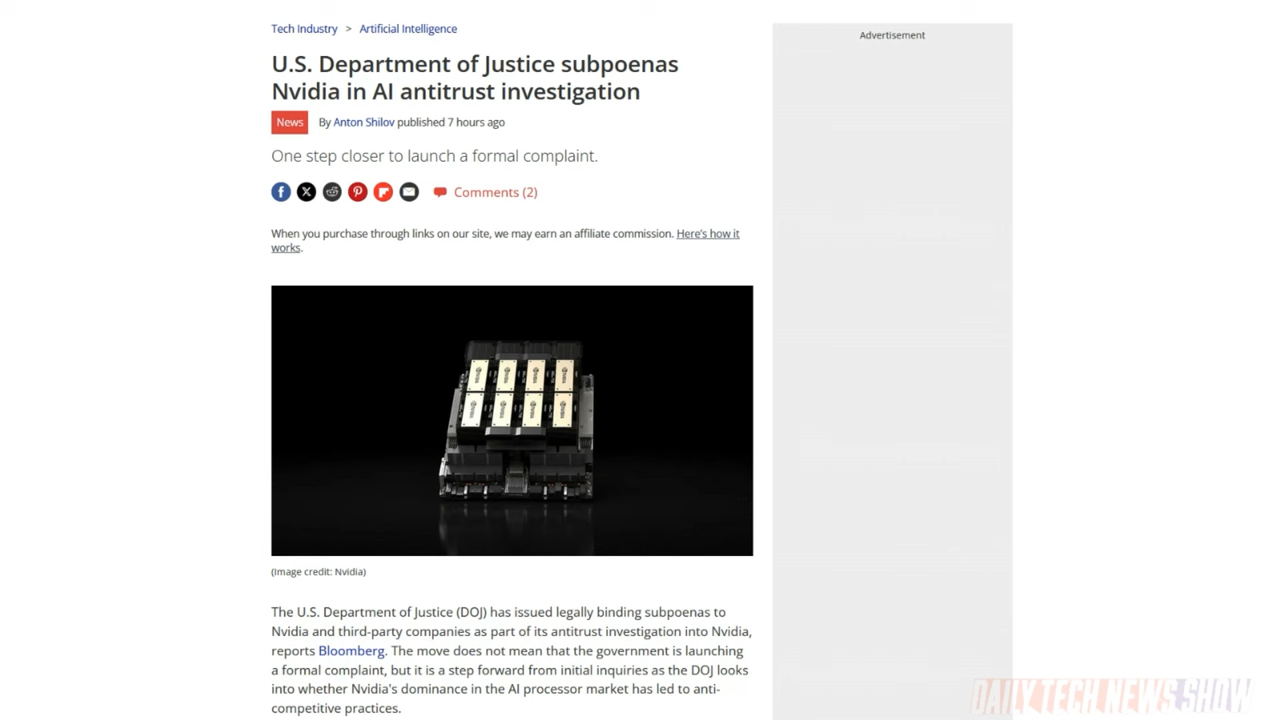 Tech Industry > Artificial Intelligence
Advertisement
U.S. Department of Justice subpoenas
Nvidia in AI antitrust investigation
News By Anton Shilov published 7 hours ago
One step closer to launch a formal complaint.
Comments (2)
When you purchase through links on our site, we may earn an affiliate commission. Here's how it
works.
(Image credit: Nvidia)
The U.S. Department of Justice (DOJ) has issued legally binding subpoenas to
Nvidia and third-party companies as part of its antitrust investigation into Nvidia,
reports Bloomberg. The move does not mean that the government is launching
a formal complaint, but it is a step forward from initial inquiries as the DOJ looks
into whether Nvidia's dominance in the AI processor market has led to anti-
competitive practices.
DAILY TECH NEWS SHOW